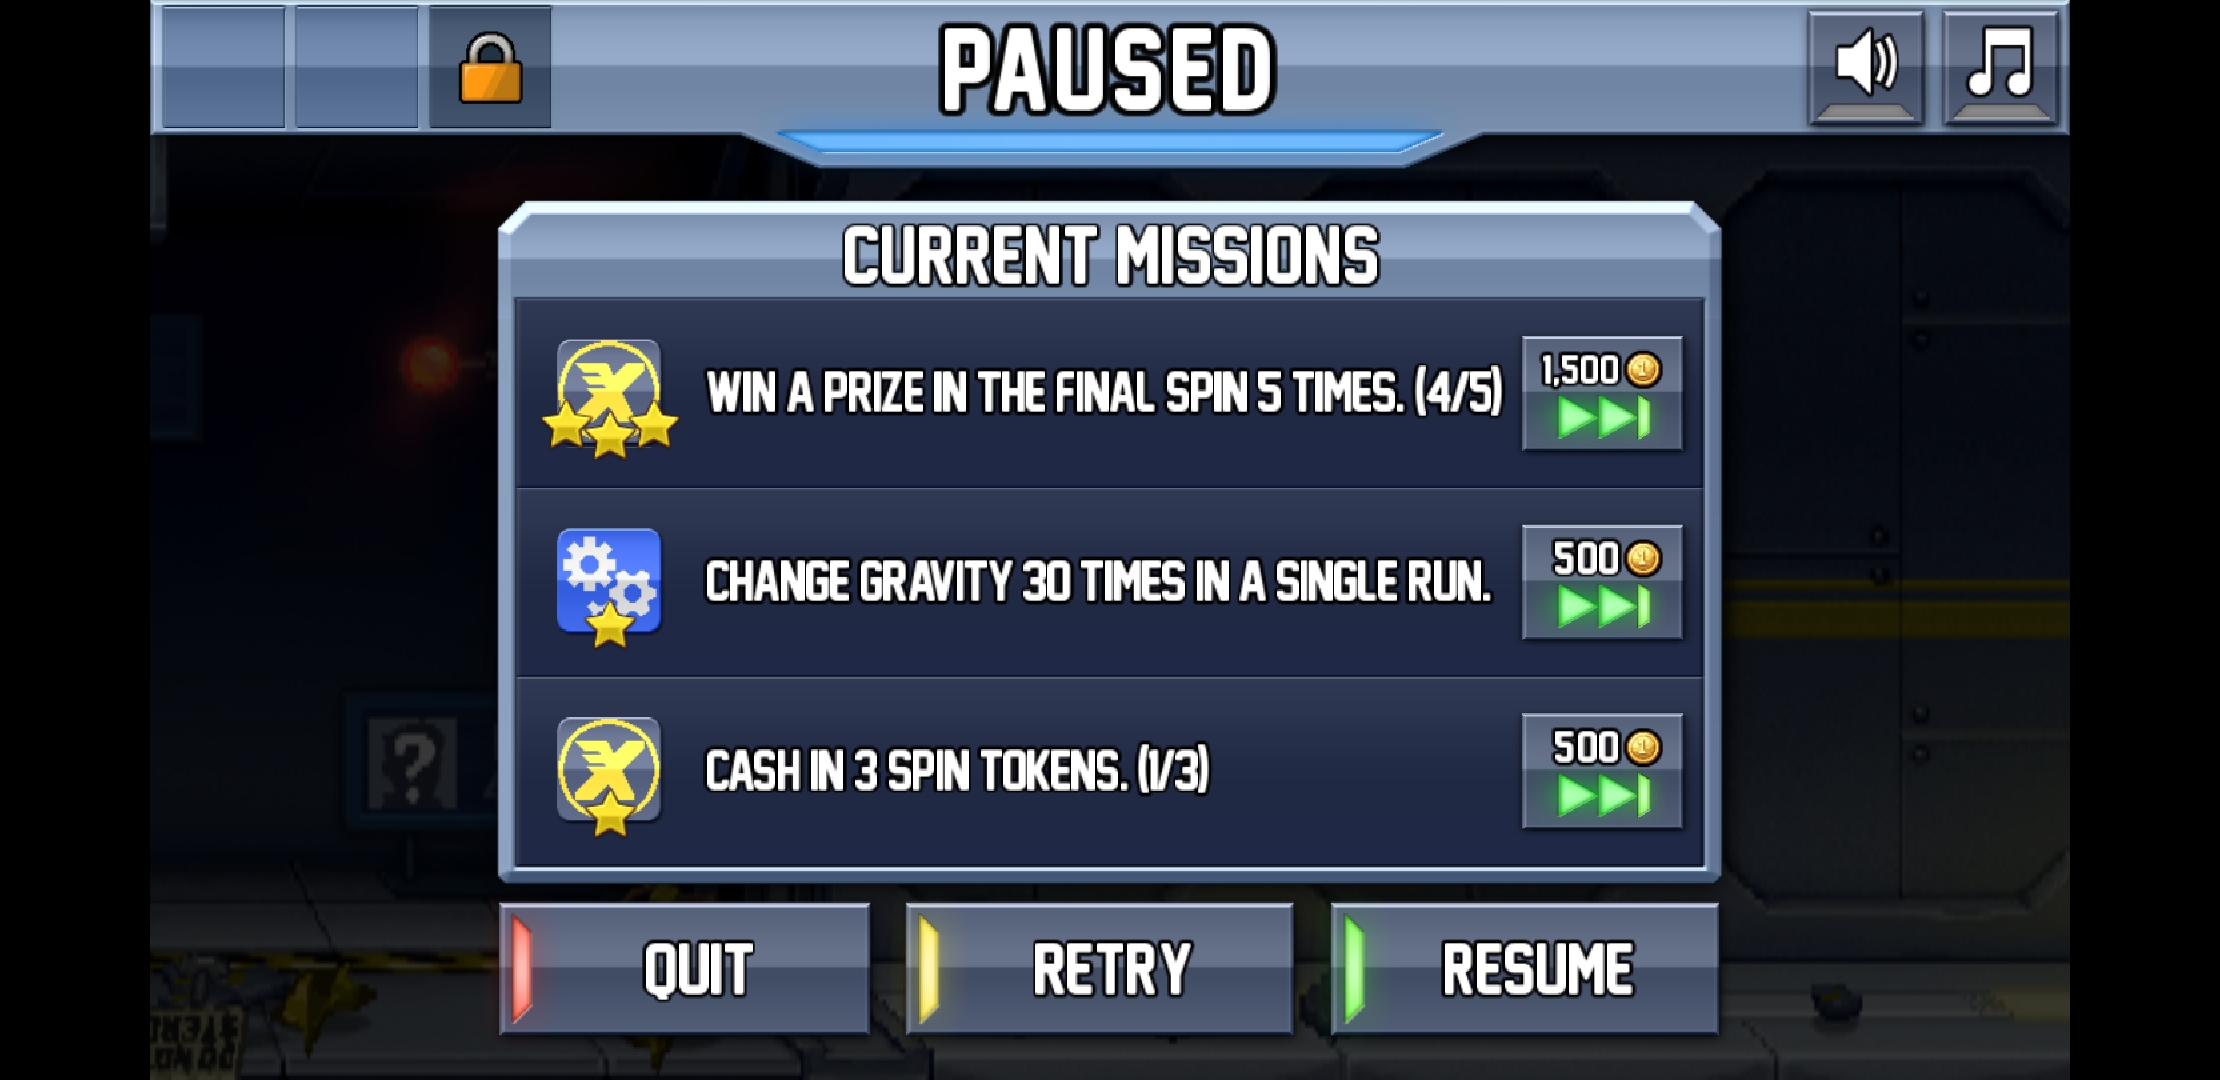 PAUSED
CURRENT MISSIONS
WIN A PRIZE IN THE FINAL SPIN 5 TIMES. (4/5)
1,500
CHANGE GRAVITY 30 TIMES IN A SINGLE RUN.
500
CASH IN 3 SPIN TOKENS. (1/3)
500
?
QUIT
RETRY
RESUME